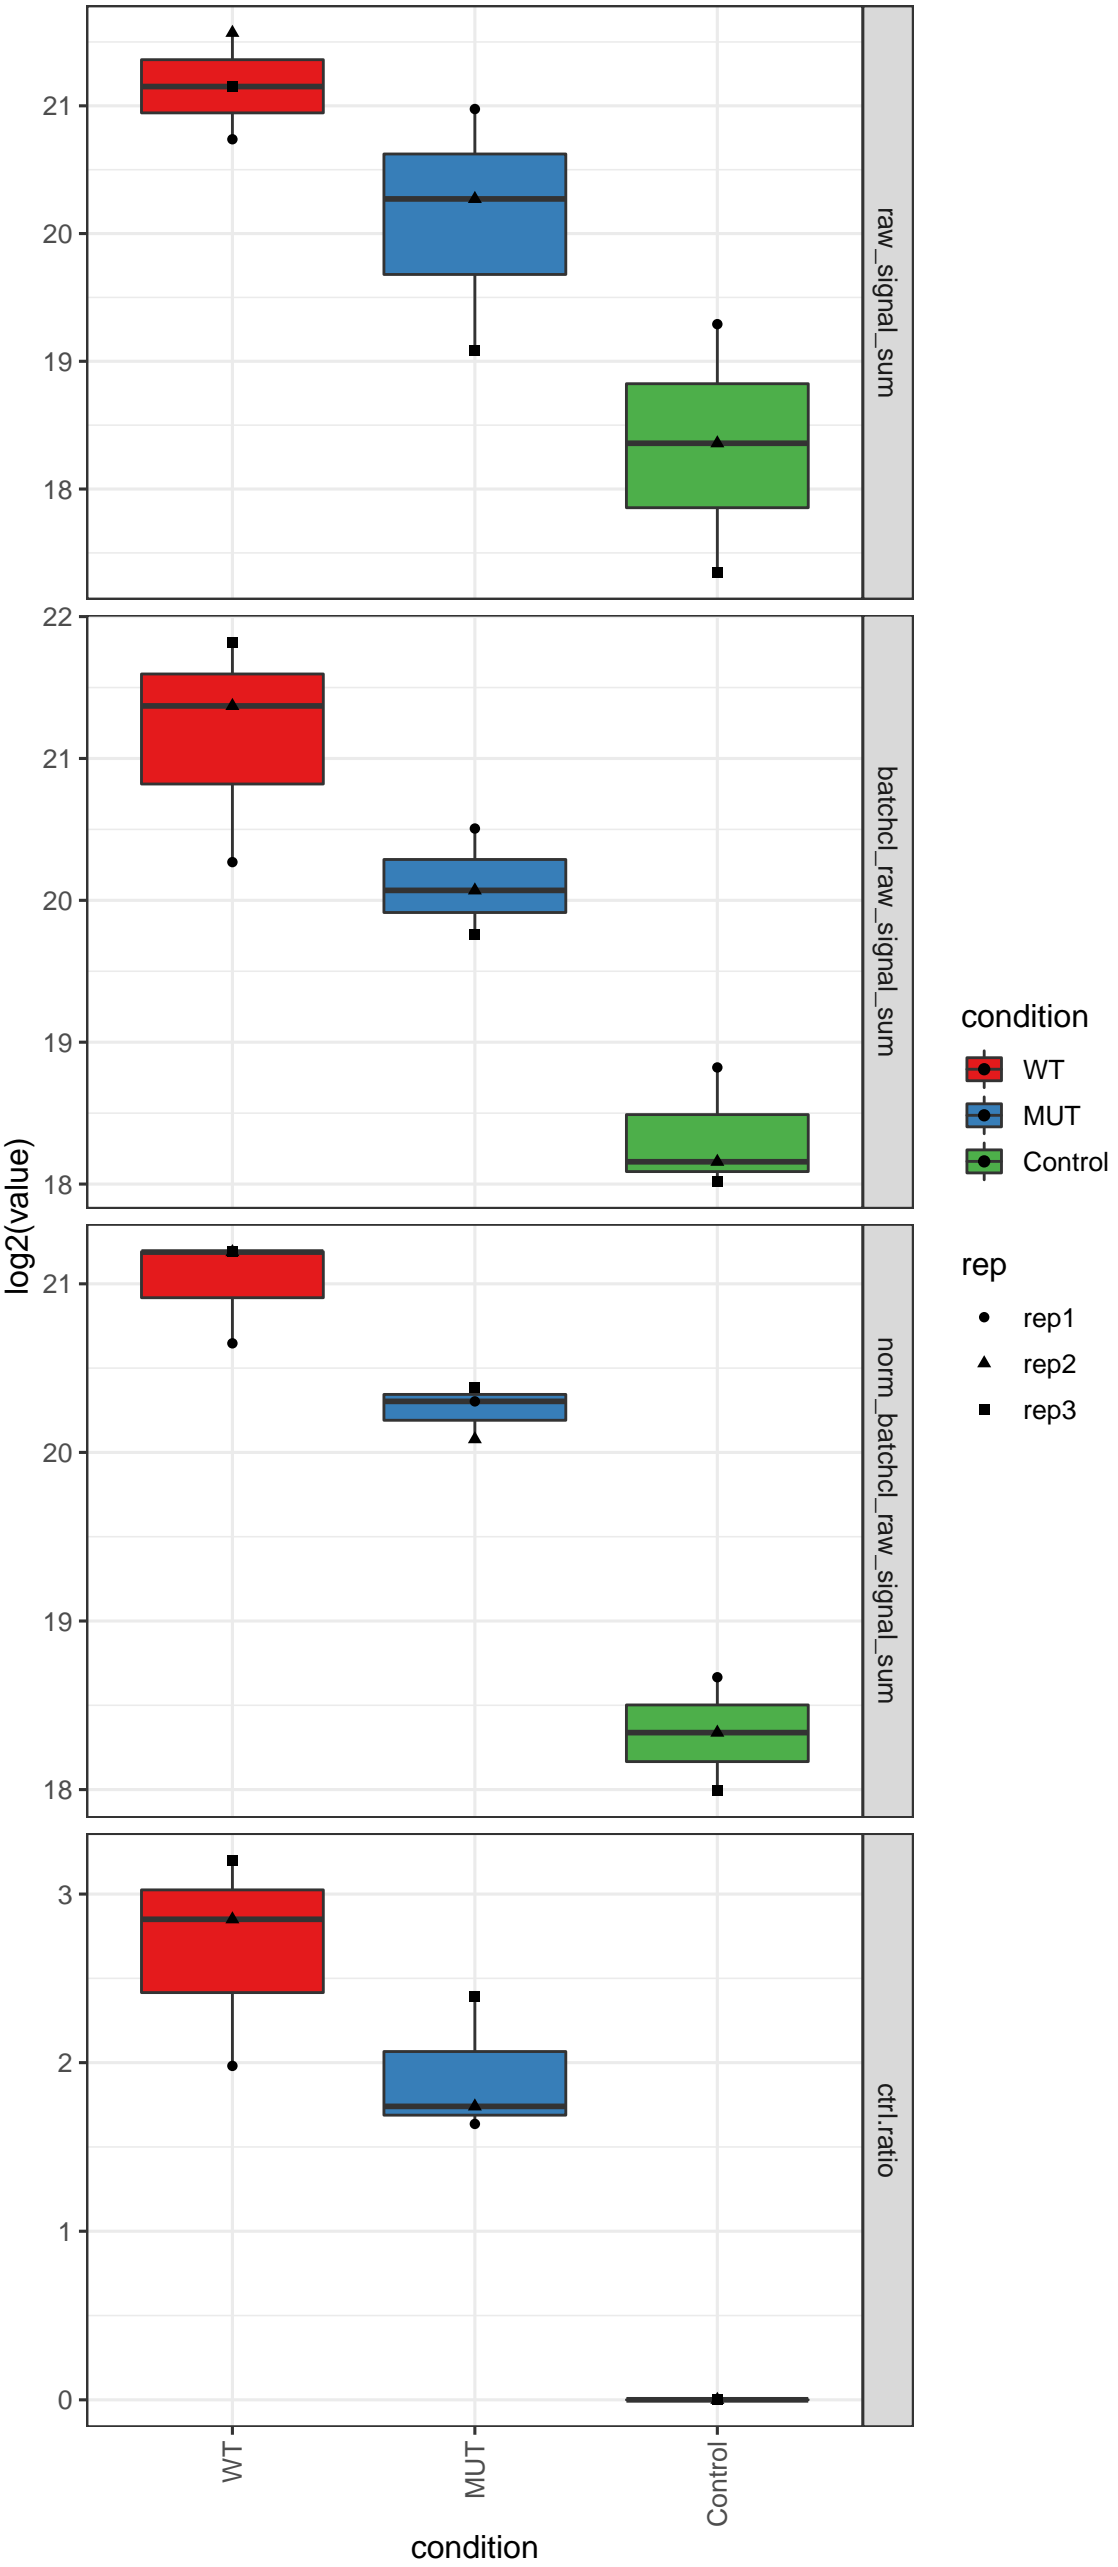 21
20
19
18
raw_signal_sum
22
21
20
19
18
batchcl_raw_signal_sum
21
20
19
18
norm_batchcl_raw_signal_sum
3
2
1
0
ctrl.ratio
log2(value)
WT
MUT
Control
condition
condition
WT
MUT
Control
rep
rep1
rep2
rep3